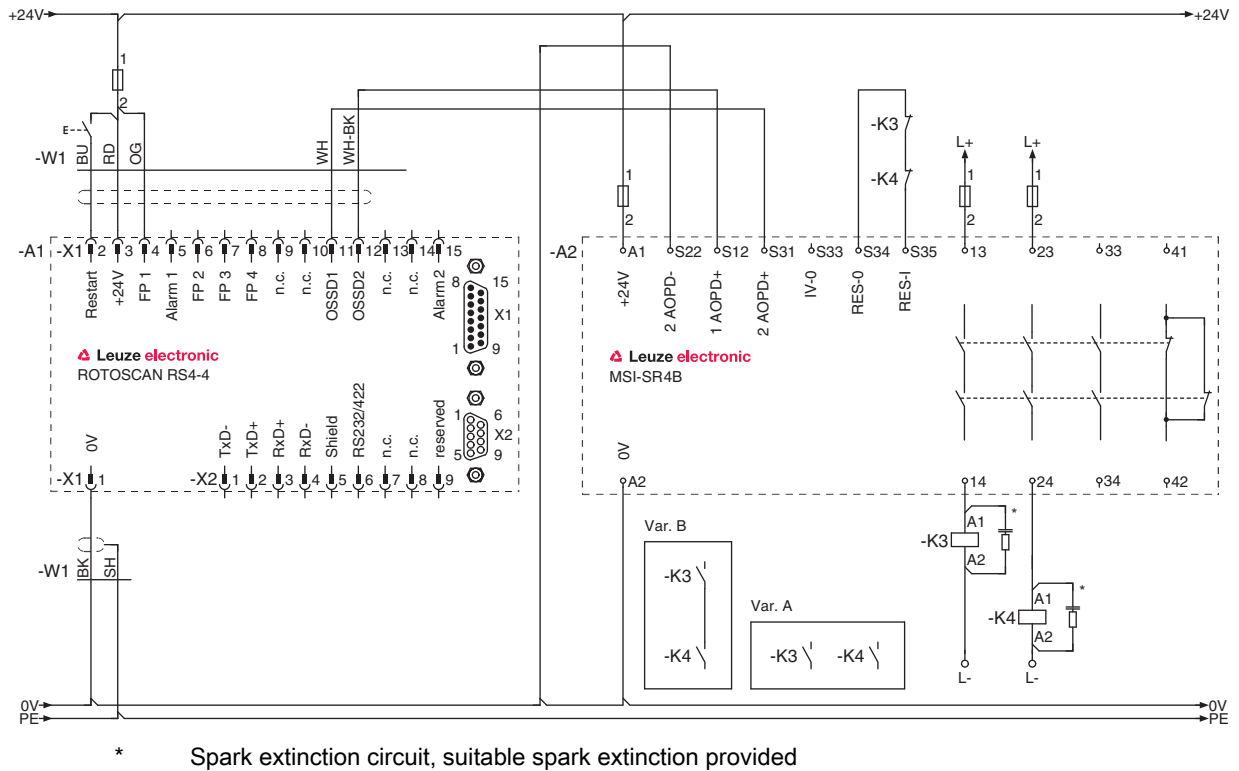 +24V +24V
1
2
-W1 BU RD OG WH WH-BK
-K3
-K4
L+ L+
1 1 1
2 2 2
-A1 -X1 2 3 4 5 6 7 8 9 10 11 12 13 14 15
Restart
+24V
FP 1
Alarm 1
FP 2
FP 3
FP 4
n.c.
n.c.
OSSD1
OSSD2
n.c.
n.c.
Alarm 2
8 15
X1
1 9
Leuze electronic
ROTOSCAN RS4-4
1 6
X2
5 9
0V
TxD-
TxD+
RxD+
RxD-
Shield
RS232/422
n.c.
n.c.
reserved
-X1 1 -X2 1 2 3 4 5 6 7 8 9
-W1 BK SH
-A2 A1 S22 S12 S31 S33 S34 S35 13 23 33 41
+24V
2 AOPD-
1 AOPD+
2 AOPD+
IV-0
RES-0
RES-I
Leuze electronic
MSI-SR4B
0V
A2 14 24 34 42
Var. B
-K3
-K4
Var. A
-K3 -K4
A1 *
-K3
A2
A1 *
-K4
A2
L- L-
0V 0V
PE PE
* Spark extinction circuit, suitable spark extinction provided